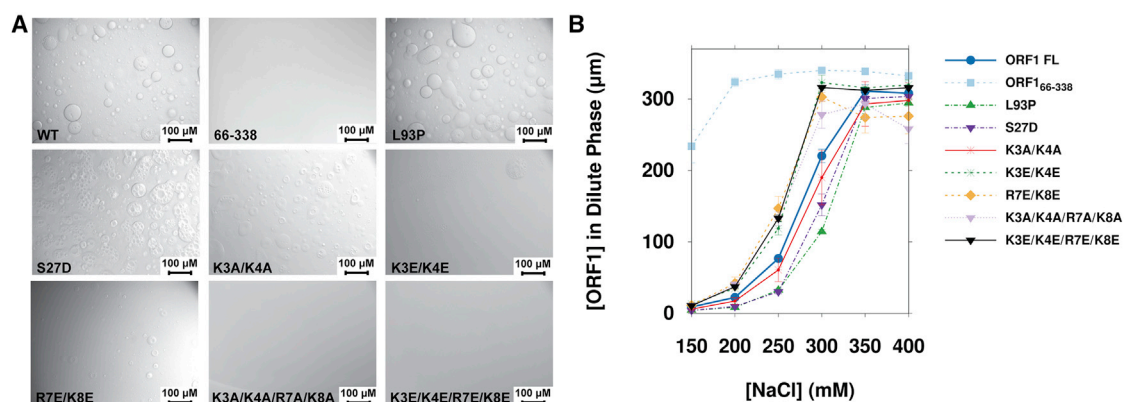 A
WT
100 μM
66-338
100 μM
L93P
100 μM
S27D
100 μM
K3A/K4A
100 μM
K3E/K4E
100 μM
R7E/K8E
100 μM
K3A/K4A/R7A/K8A
100 μM
K3E/K4E/R7E/K8E
100 μM
B
[ORF1] in Dilute Phase (μm)
300
200
100
0
150 200 250 300 350 400
[NaCl] (mM)
ORF1 FL
ORF166-338
L93P
S27D
K3A/K4A
K3E/K4E
R7E/K8E
K3A/K4A/R7A/K8A
K3E/K4E/R7E/K8E